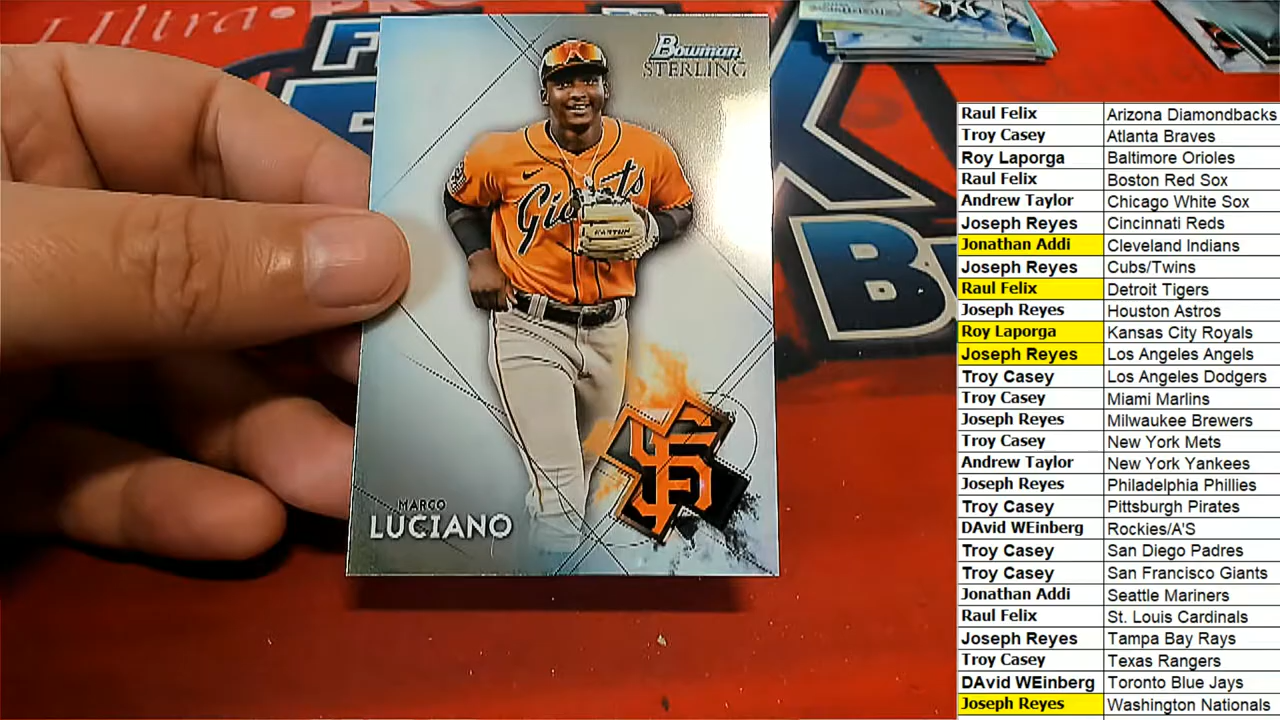 Ultra PRO
Bowman
STERLING
Giants
SF
MARCO
LUCIANO
B
Raul Felix Arizona Diamondbacks
Troy Casey Atlanta Braves
Roy Laporga Baltimore Orioles
Raul Felix Boston Red Sox
Andrew Taylor Chicago White Sox
Joseph Reyes Cincinnati Reds
Jonathan Addi Cleveland Indians
Joseph Reyes Cubs/Twins
Raul Felix Detroit Tigers
Joseph Reyes Houston Astros
Roy Laporga Kansas City Royals
Joseph Reyes Los Angeles Angels
Troy Casey Los Angeles Dodgers
Troy Casey Miami Marlins
Joseph Reyes Milwaukee Brewers
Troy Casey New York Mets
Andrew Taylor New York Yankees
Joseph Reyes Philadelphia Phillies
Troy Casey Pittsburgh Pirates
DAvid WEinberg Rockies/A'S
Troy Casey San Diego Padres
Troy Casey San Francisco Giants
Jonathan Addi Seattle Mariners
Raul Felix St. Louis Cardinals
Joseph Reyes Tampa Bay Rays
Troy Casey Texas Rangers
DAvid WEinberg Toronto Blue Jays
Joseph Reyes Washington Nationals